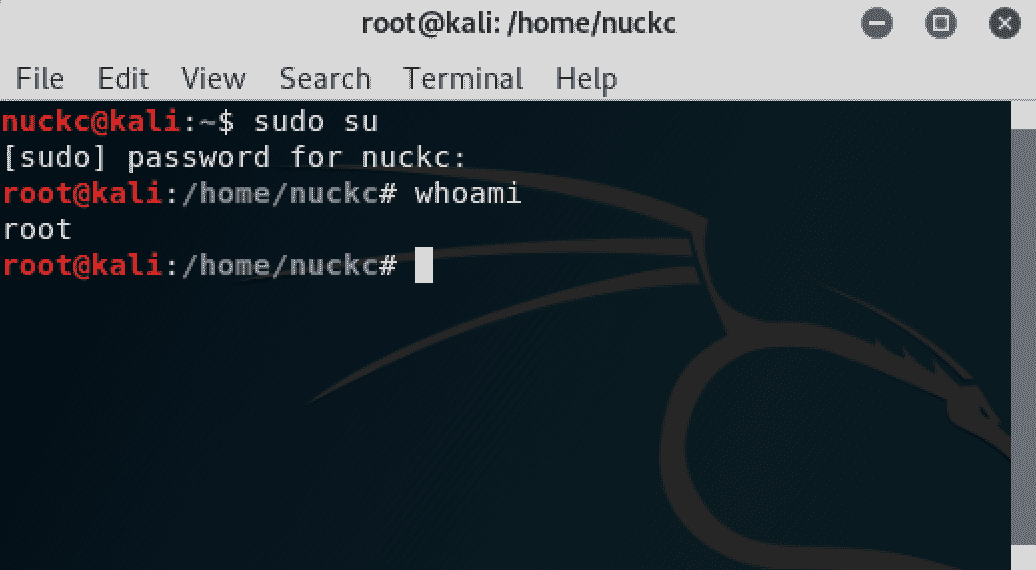 root@kali: /home/nuckc
File Edit View Search Terminal Help
nuckc@kali:~$ sudo su
[sudo] password for nuckc:
root@kali:/home/nuckc# whoami
root
root@kali:/home/nuckc#